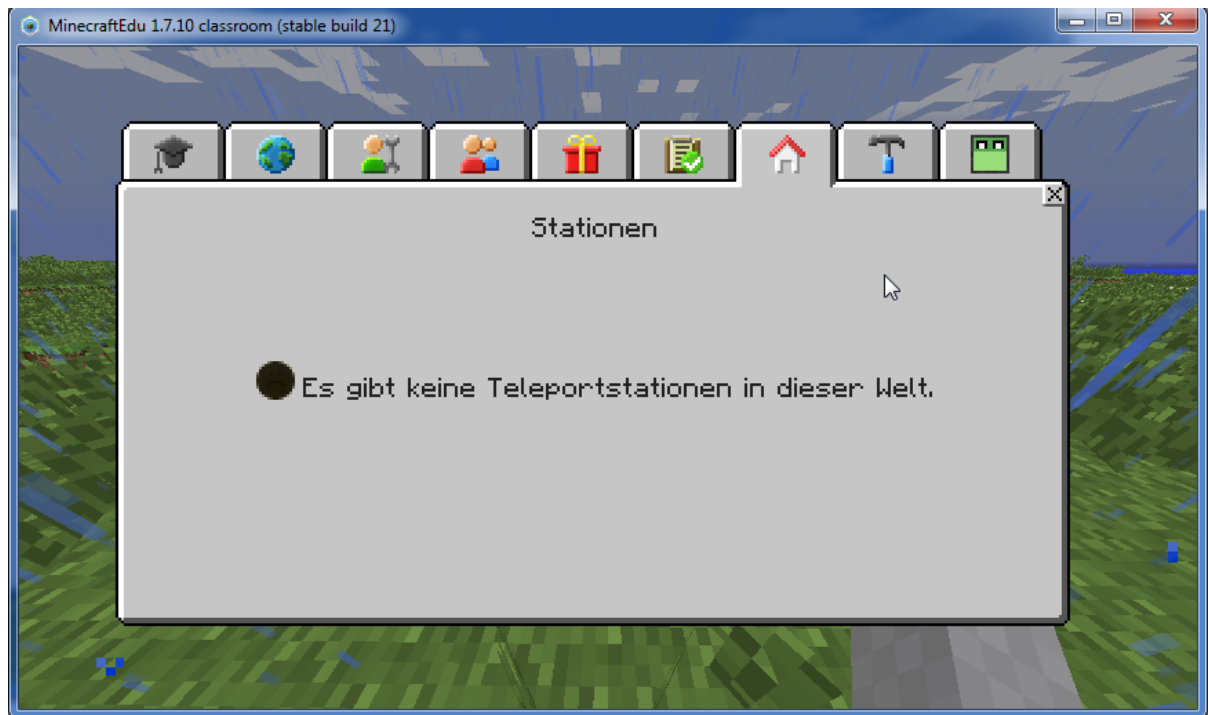 MinecraftEdu 1.7.10 classroom (stable build 21)
Stationen
Es gibt keine Teleportstationen in dieser Welt.